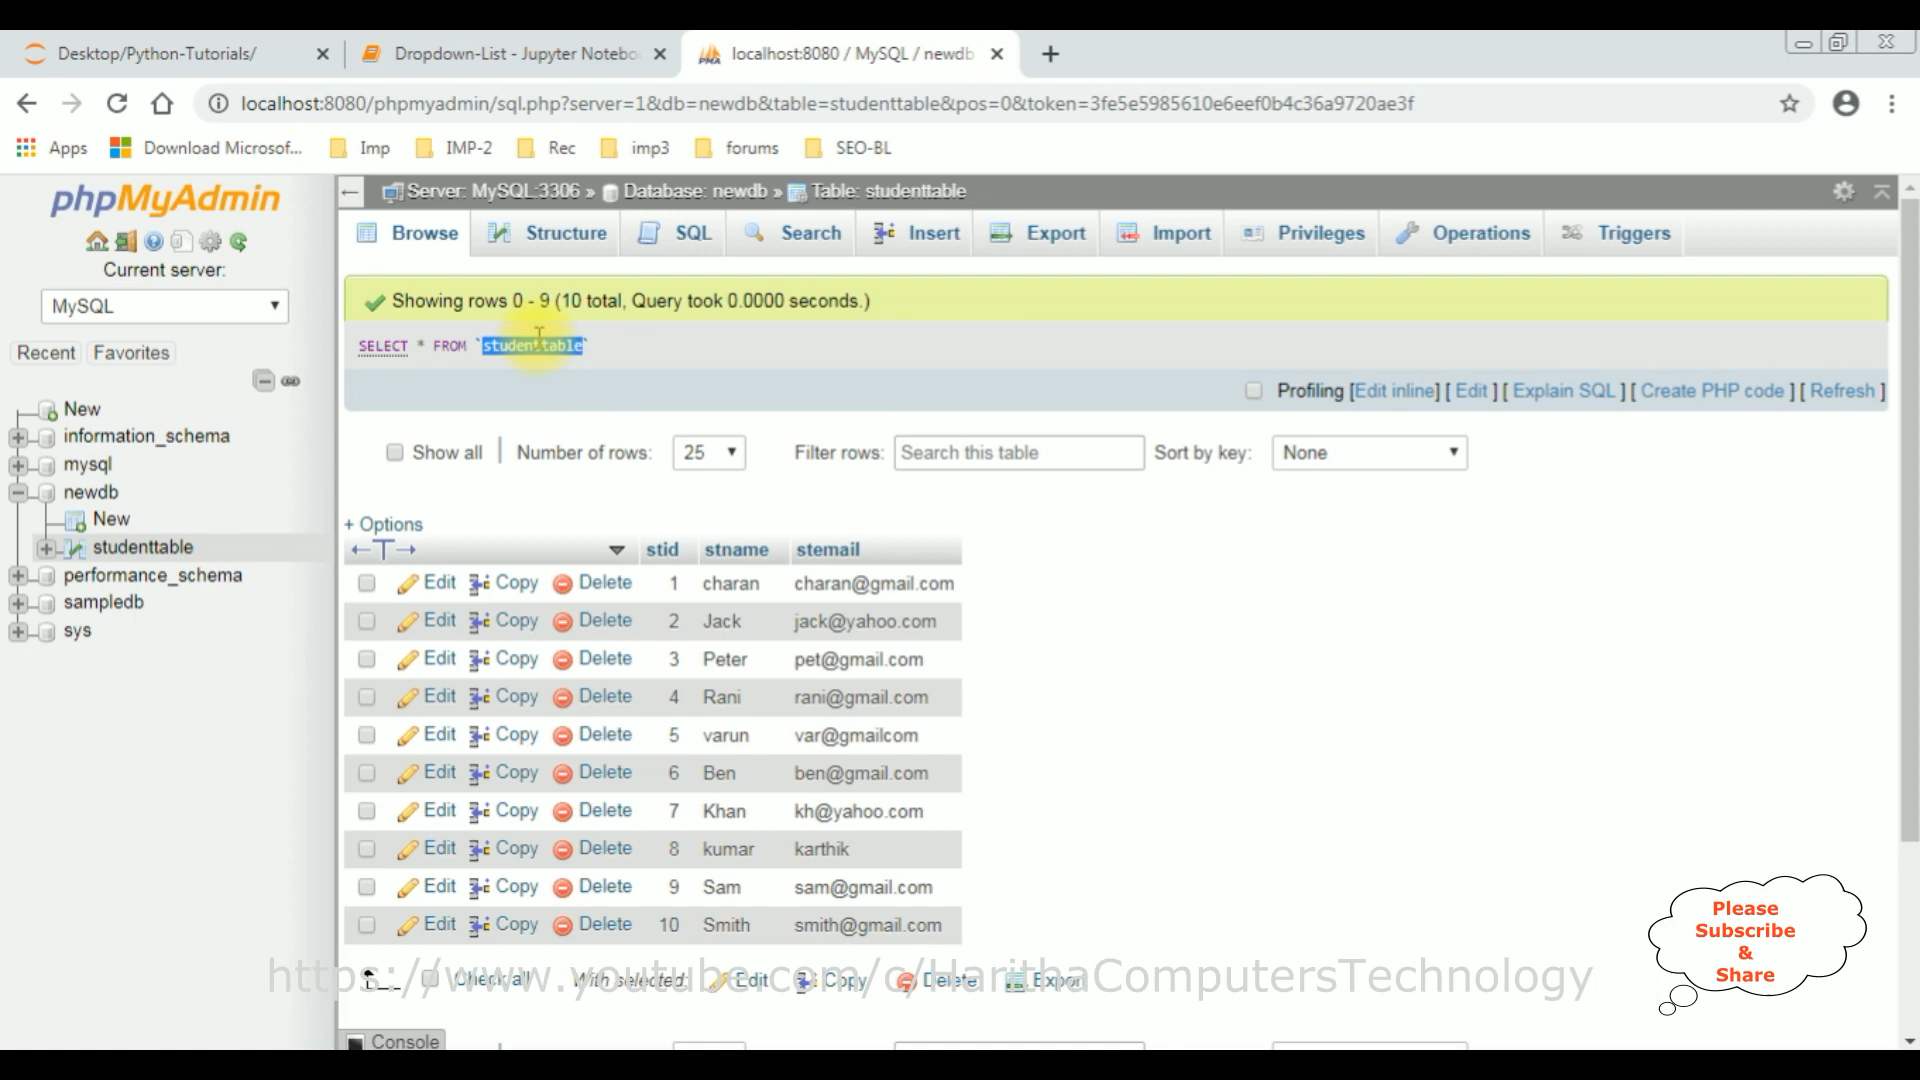 Desktop/Python-Tutorials/
Dropdown-List - Jupyter Notebo
localhost:8080 / MySQL / newdb
localhost:8080/phpmyadmin/sql.php?server=1&db=newdb&table=studenttable&pos=0&token=3fe5e5985610e6eef0b4c36a9720ae3f
Apps Download Microsof... Imp IMP-2 Rec imp3 forums SEO-BL
phpMyAdmin
Current server:
MySQL
Recent Favorites
New
information_schema
mysql
newdb
New
studenttable
performance_schema
sampledb
sys
Server: MySQL:3306 » Database: newdb » Table: studenttable
Browse Structure SQL Search Insert Export Import Privileges Operations Triggers
Showing rows 0 - 9 (10 total, Query took 0.0000 seconds.)
SELECT * FROM `studenttable`
Profiling [Edit inline] [ Edit ] [ Explain SQL ] [ Create PHP code ] [ Refresh ]
Show all | Number of rows: 25 Filter rows: Search this table Sort by key: None
+ Options
←T→ stid stname stemail
Edit Copy Delete 1 charan charan@gmail.com
Edit Copy Delete 2 Jack jack@yahoo.com
Edit Copy Delete 3 Peter pet@gmail.com
Edit Copy Delete 4 Rani rani@gmail.com
Edit Copy Delete 5 varun var@gmailcom
Edit Copy Delete 6 Ben ben@gmail.com
Edit Copy Delete 7 Khan kh@yahoo.com
Edit Copy Delete 8 kumar karthik
Edit Copy Delete 9 Sam sam@gmail.com
Edit Copy Delete 10 Smith smith@gmail.com
Check all With selected: Edit Copy Delete Export
https://www.youtube.com/c/HarithaComputersTechnology
Console
Please
Subscribe
&
Share